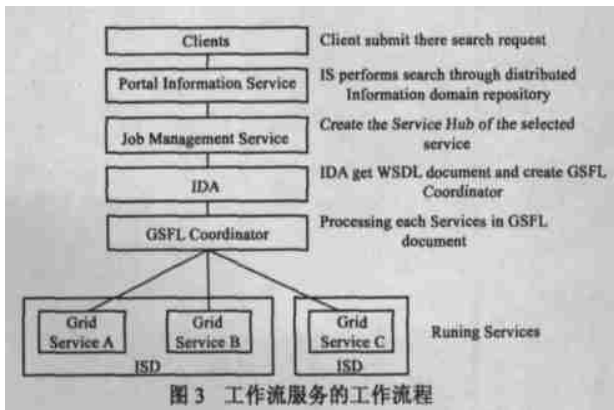 Clients
Client submit there search request
Portal Information Service
IS performs search through distributed
Information domain repository
Job Management Service
Create the Service Hub of the selected
service
IDA
IDA get WSDL document and create GSFL
Coordinator
GSFL Coordinator
Processing each Services in GSFL
document
Grid
Service A
Grid
Service B
ISD
Grid
Service C
ISD
Runing Services
图 3 工作流服务的工作流程